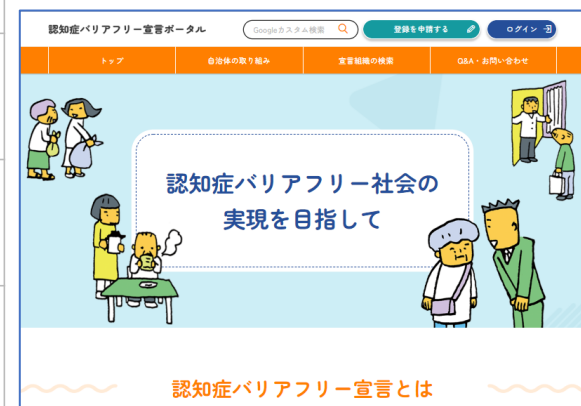 認知症バリアフリー宣言ポータル
Googleカスタム検索
登録を申請する
ログイン
トップ
自治体の取り組み
宣言組織の検索
Q&A・お問い合わせ
認知症バリアフリー社会の
実現を目指して
認知症バリアフリー宣言とは